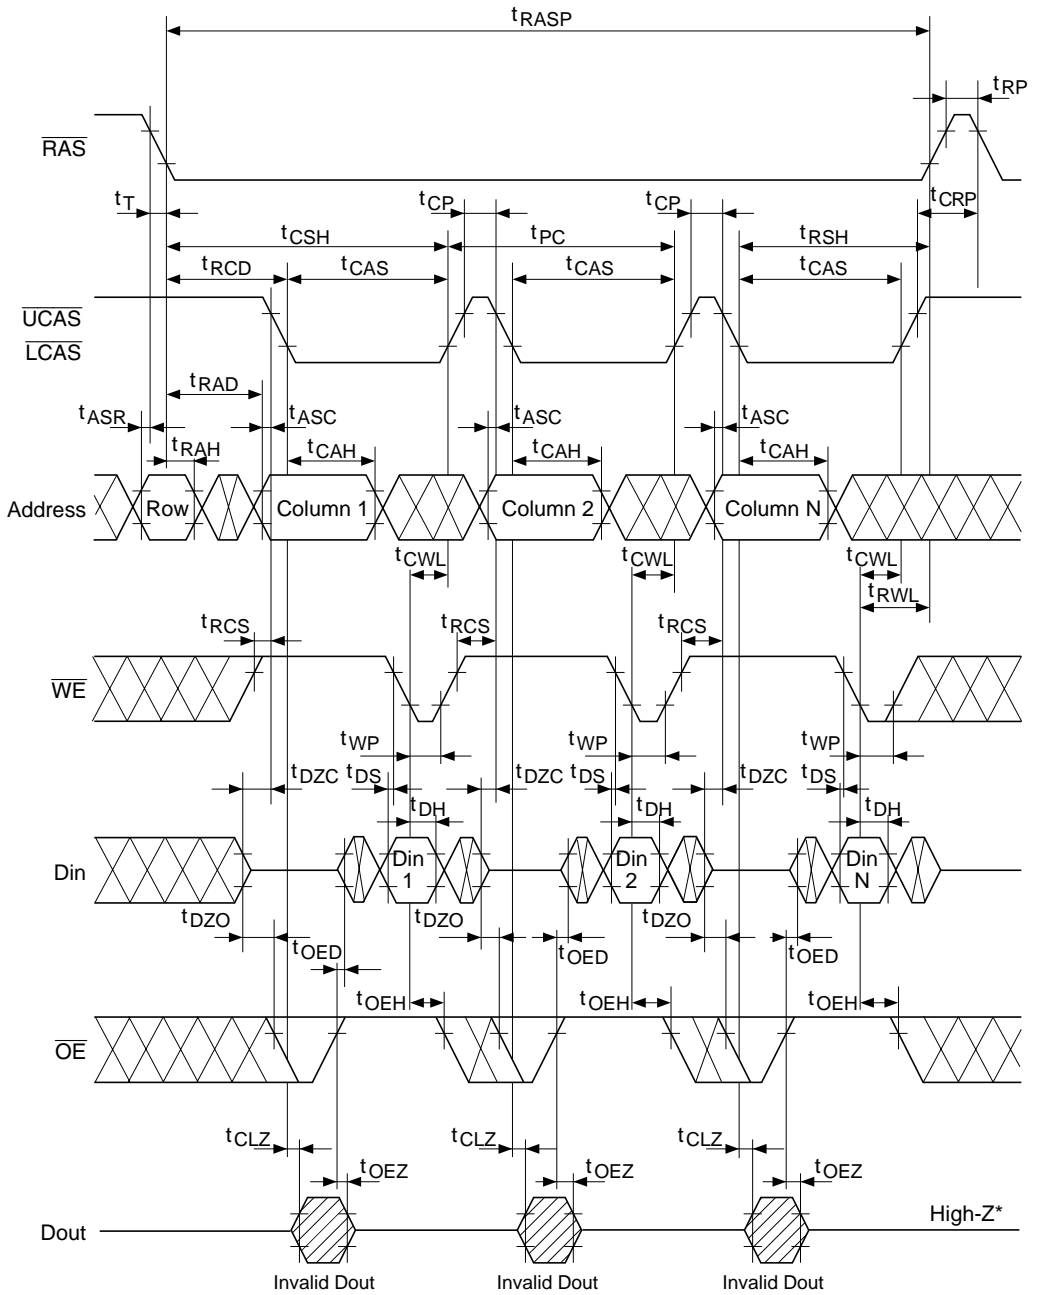 tRASP
tRP
RAS
tT
tCP
tCP
tCRP
tCSH
tPC
tRSH
tRCD
tCAS
tCAS
tCAS
UCAS
LCAS
tRAD
tASR
tASC
tASC
tASC
tRAH
tCAH
tCAH
tCAH
Address
Row
Column 1
Column 2
Column N
tCWL
tCWL
tCWL
tRWL
tRCS
tRCS
tRCS
WE
tWP
tWP
tWP
tDZC
tDS
tDZC
tDS
tDZC
tDS
tDH
tDH
tDH
Din
Din 1
Din 2
Din N
tDZO
tDZO
tDZO
tOED
tOED
tOED
tOEH
tOEH
tOEH
OE
tCLZ
tCLZ
tCLZ
tOEZ
tOEZ
tOEZ
Dout
High-Z*
Invalid Dout
Invalid Dout
Invalid Dout